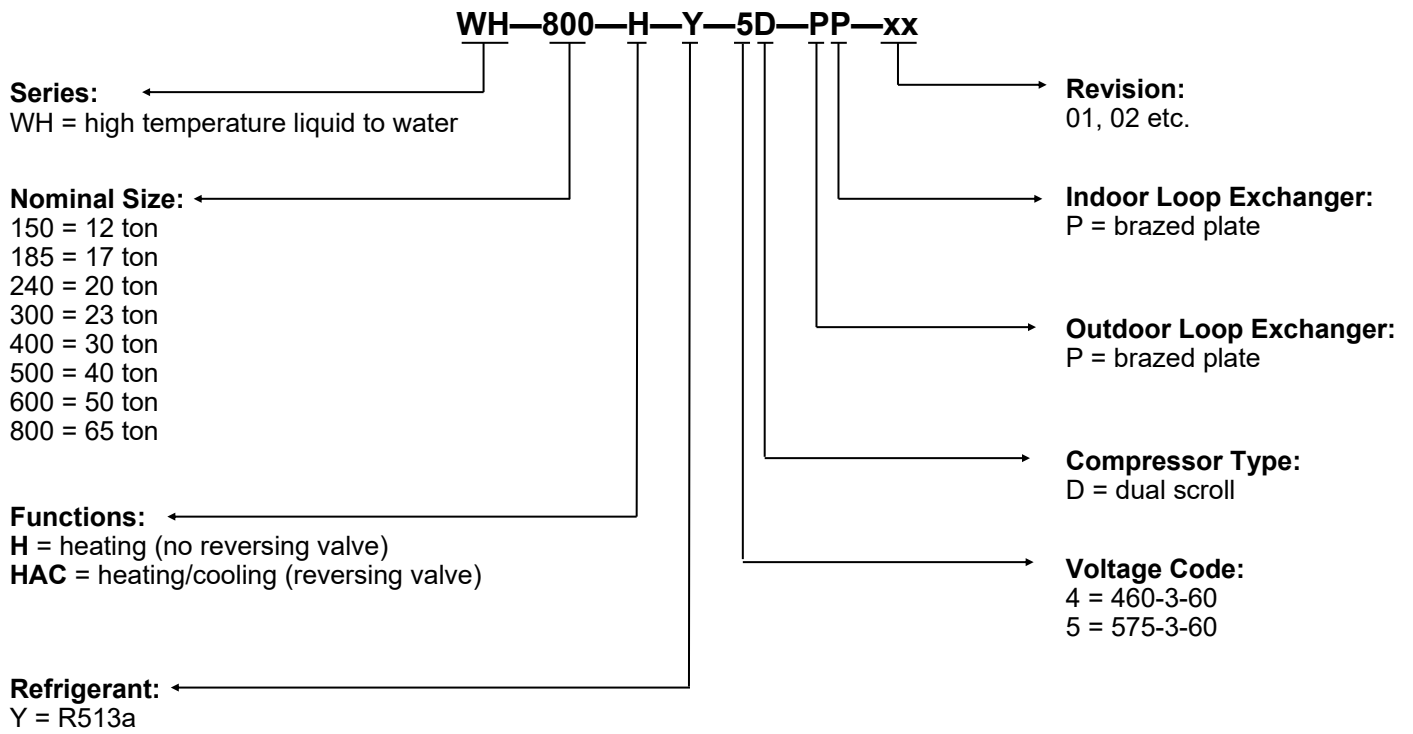 WH—800—H—Y—5D—PP—xx
Series:
WH = high temperature liquid to water
Nominal Size:
150 = 12 ton
185 = 17 ton
240 = 20 ton
300 = 23 ton
400 = 30 ton
500 = 40 ton
600 = 50 ton
800 = 65 ton
Functions:
H = heating (no reversing valve)
HAC = heating/cooling (reversing valve)
Refrigerant:
Y = R513a
Revision:
01, 02 etc.
Indoor Loop Exchanger:
P = brazed plate
Outdoor Loop Exchanger:
P = brazed plate
Compressor Type:
D = dual scroll
Voltage Code:
4 = 460-3-60
5 = 575-3-60